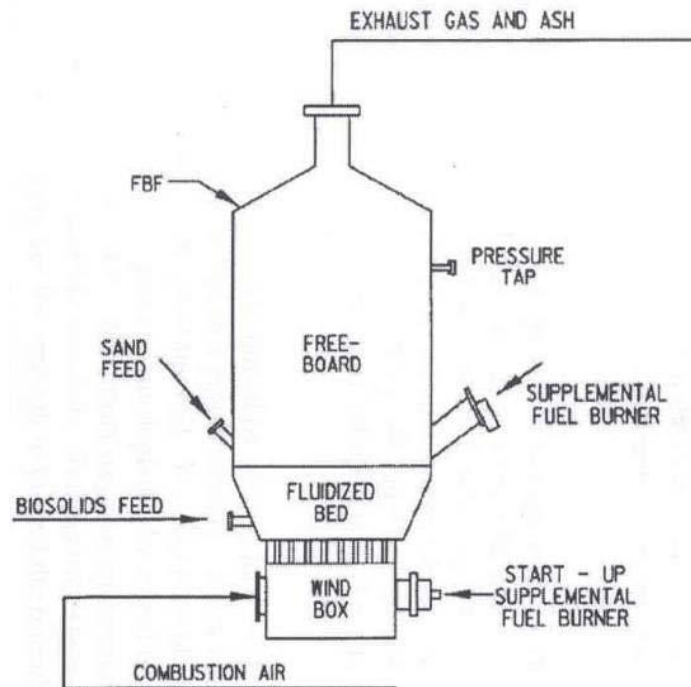 EXHAUST GAS AND ASH
FBF
PRESSURE
TAP
SAND
FEED
FREE-
BOARD
SUPPLEMENTAL
FUEL BURNER
FLUIDIZED
BED
BIOSOLIDS FEED
WIND
BOX
START - UP
SUPPLEMENTAL
FUEL BURNER
COMBUSTION AIR